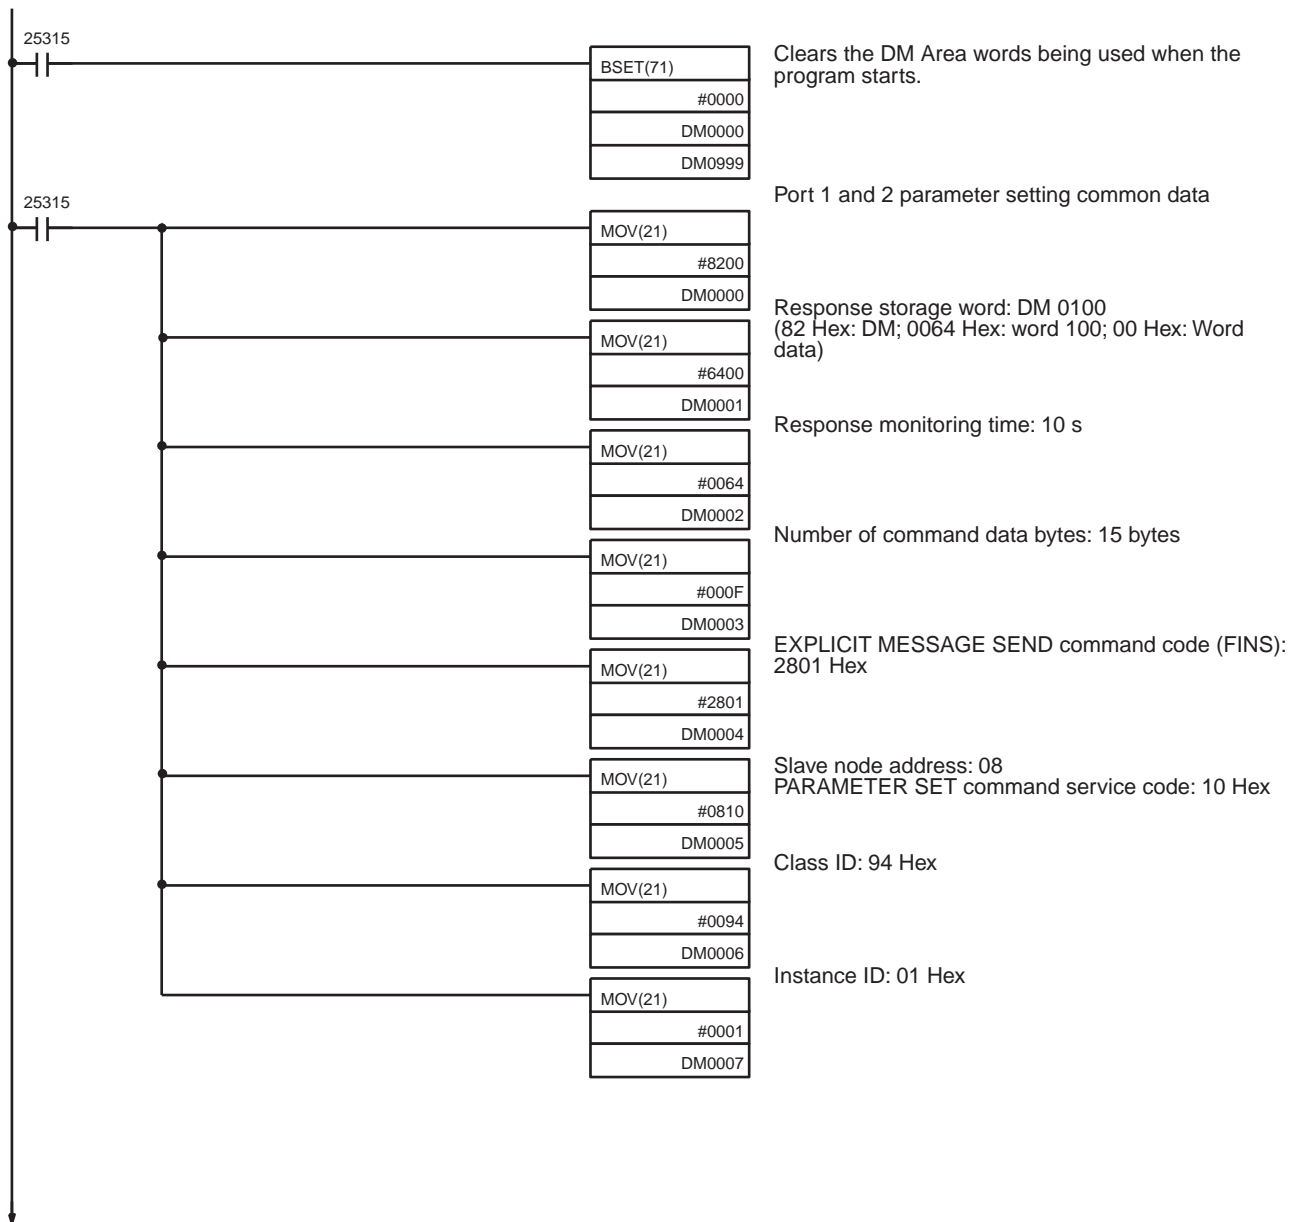 25315
BSET(71)
#0000
DM0000
DM0999
Clears the DM Area words being used when the
program starts.
Port 1 and 2 parameter setting common data
25315
MOV(21)
#8200
DM0000
Response storage word: DM 0100
(82 Hex: DM; 0064 Hex: word 100; 00 Hex: Word
data)
MOV(21)
#6400
DM0001
Response monitoring time: 10 s
MOV(21)
#0064
DM0002
Number of command data bytes: 15 bytes
MOV(21)
#000F
DM0003
EXPLICIT MESSAGE SEND command code (FINS):
2801 Hex
MOV(21)
#2801
DM0004
Slave node address: 08
PARAMETER SET command service code: 10 Hex
MOV(21)
#0810
DM0005
Class ID: 94 Hex
MOV(21)
#0094
DM0006
Instance ID: 01 Hex
MOV(21)
#0001
DM0007